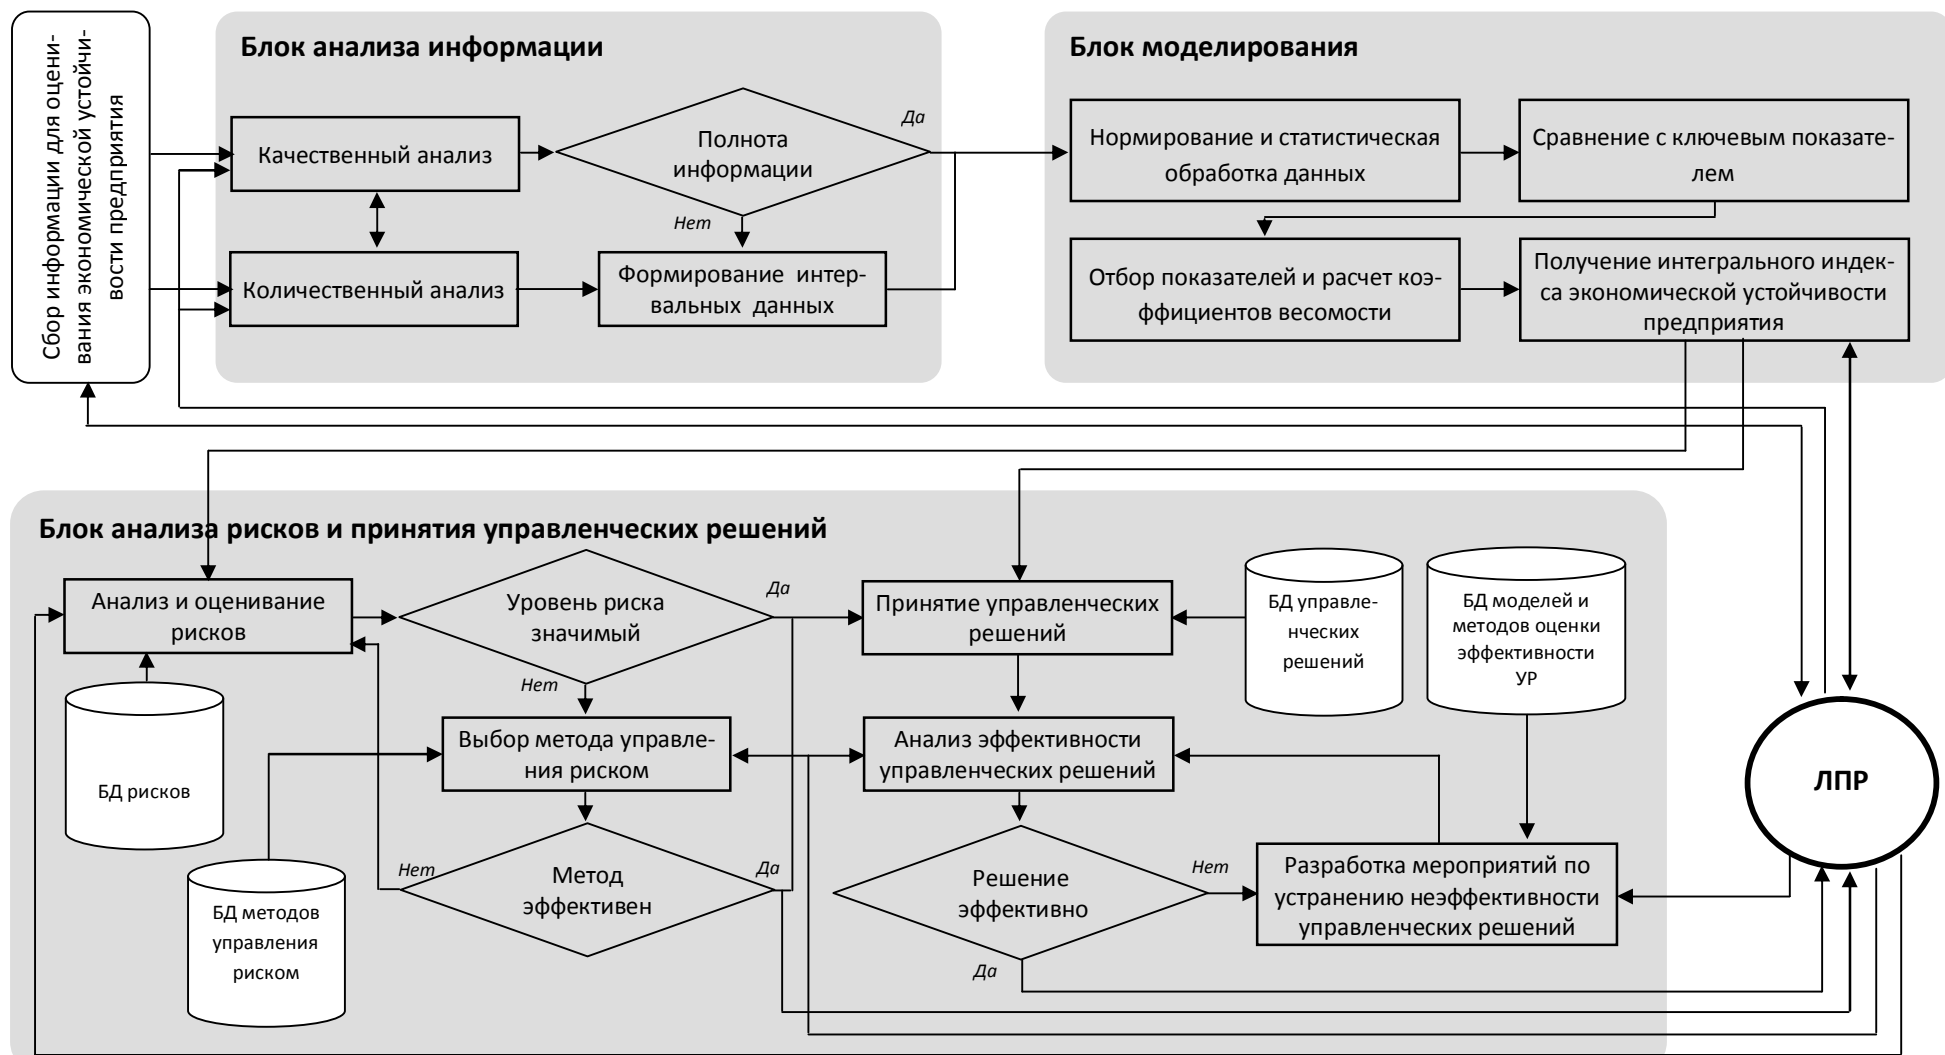 Сбор информации для оцени-
вания экономической устойчи-
вости предприятия
Блок анализа информации
Качественный анализ
Полнота
информации
Да
Нет
Количественный анализ
Формирование интер-
вальных данных
Блок моделирования
Нормирование и статистическая
обработка данных
Сравнение с ключевым показате-
лем
Отбор показателей и расчет коэ-
ффициентов весомости
Получение интегрального индек-
са экономической устойчивости
предприятия
Блок анализа рисков и принятия управленческих решений
Анализ и оценивание
рисков
Уровень риска
значимый
Да
Нет
Принятие управленческих
решений
БД управле-
нческих
решений
БД моделей и
методов оценки
эффективности
УР
БД рисков
Выбор метода управле-
ния риском
Анализ эффективности
управленческих решений
ЛПР
БД методов
управления
риском
Нет
Метод
эффективен
Да
Решение
эффективно
Нет
Да
Разработка мероприятий по
устранению неэффективности
управленческих решений